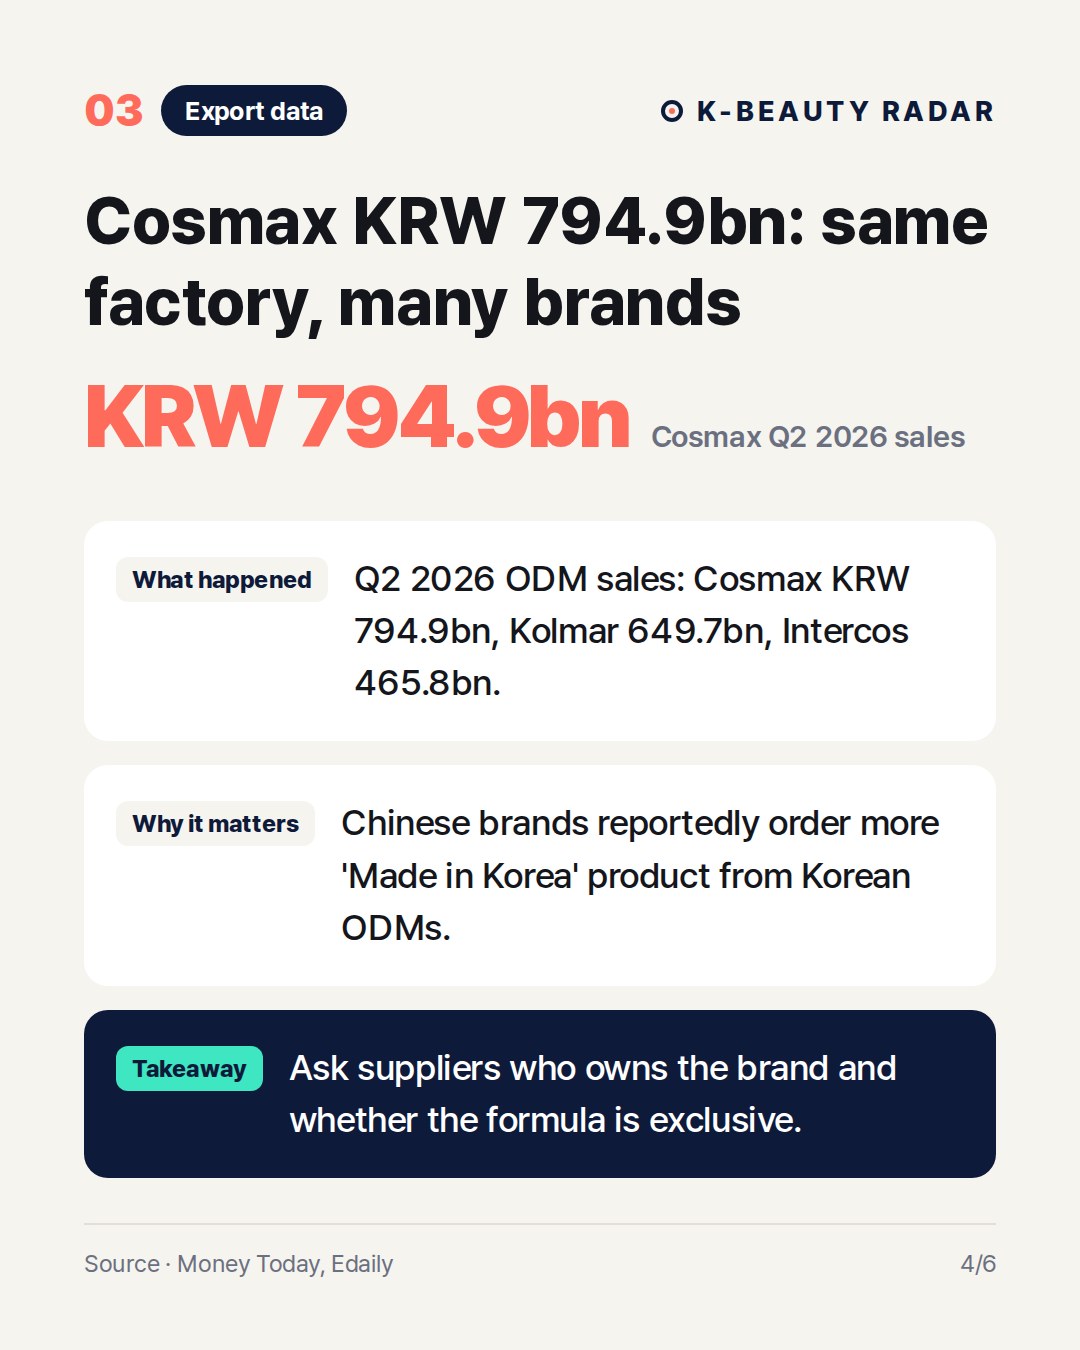 03 Export data K-BEAUTY RADAR
Cosmax KRW 794.9bn: same
factory, many brands
KRW 794.9bn Cosmax Q2 2026 sales
What happened
Q2 2026 ODM sales: Cosmax KRW
794.9bn, Kolmar 649.7bn, Intercos
465.8bn.
Why it matters
Chinese brands reportedly order more
'Made in Korea' product from Korean
ODMs.
Takeaway
Ask suppliers who owns the brand and
whether the formula is exclusive.
Source · Money Today, Edaily
4/6